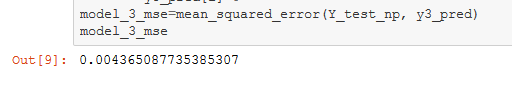 model_3_mse=mean_squared_error(Y_test_np, y3_pred)
model_3_mse
Out[9]: 0.004365087735385307